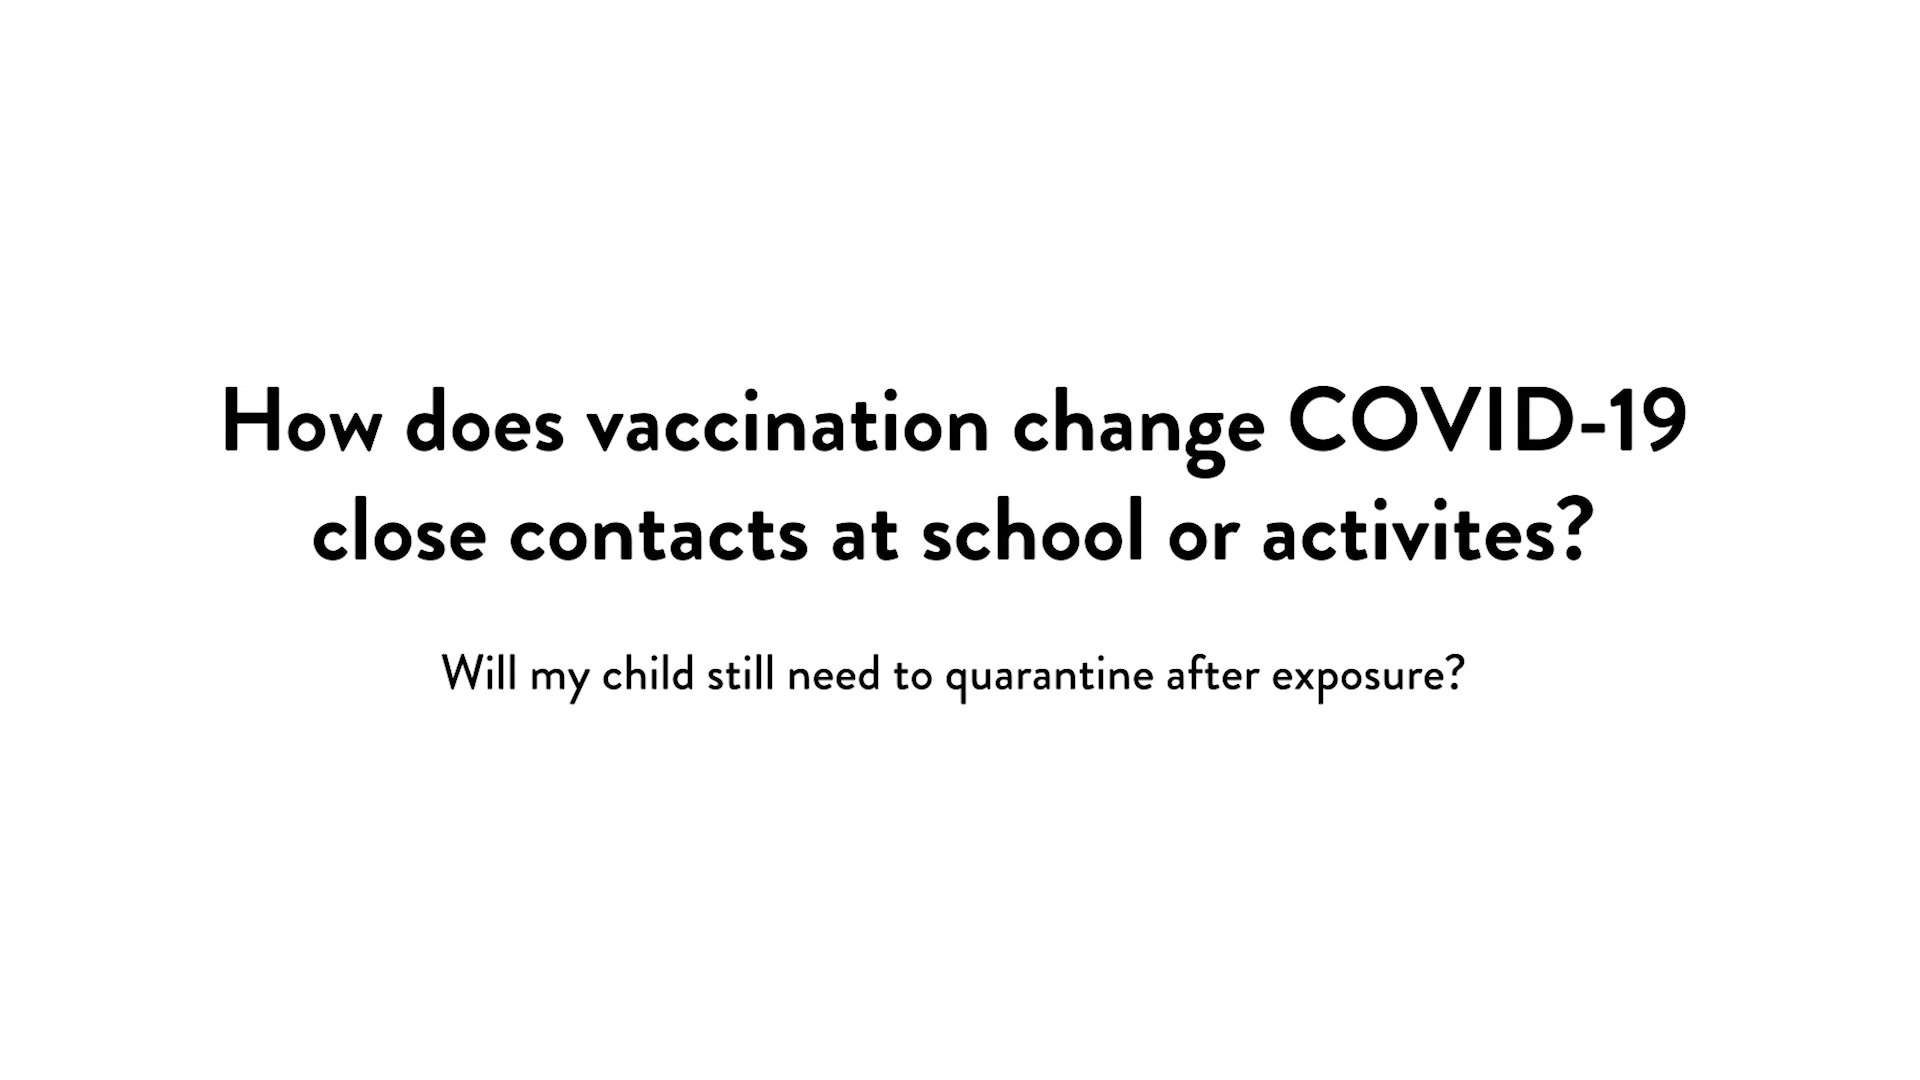 How does vaccination change COVID-19
close contacts at school or activites?
Will my child still need to quarantine after exposure?